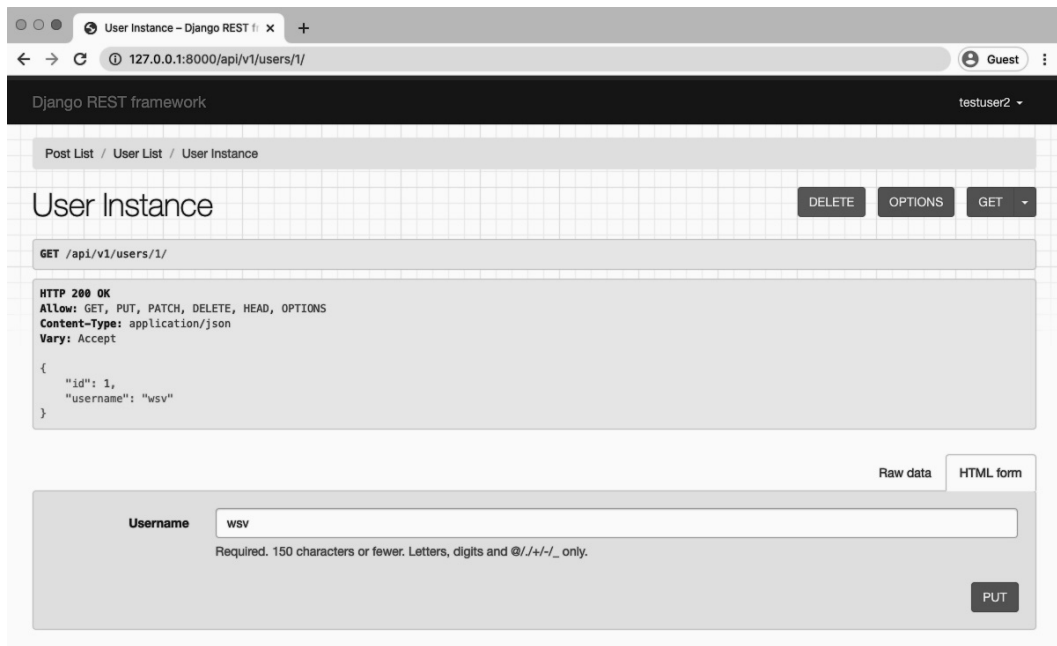 User Instance – Django REST f
127.0.0.1:8000/api/v1/users/1/
Guest
Django REST framework
testuser2
Post List / User List / User Instance
User Instance
DELETE OPTIONS GET
GET /api/v1/users/1/
HTTP 200 OK
Allow: GET, PUT, PATCH, DELETE, HEAD, OPTIONS
Content-Type: application/json
Vary: Accept
{
    "id": 1,
    "username": "wsv"
}
Raw data HTML form
Username wsv
Required. 150 characters or fewer. Letters, digits and @/./+/-/_ only.
PUT